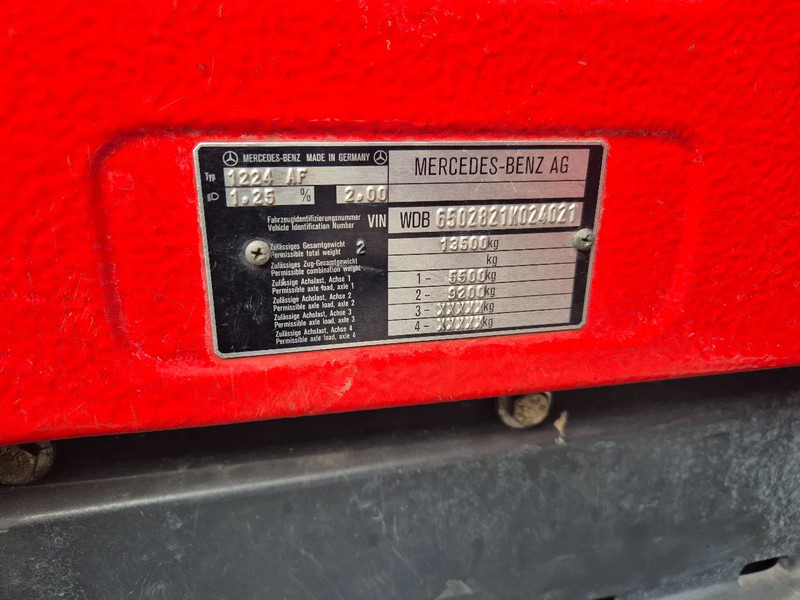 MERCEDES-BENZ MADE IN GERMANY
MERCEDES-BENZ AG
Typ 1224 AF
1.25 % 2.00
Fahrzeugidentifizierungsnummer
Vehicle Identification Number VIN WDB 6502821K024021
Zulässiges Gesamtgewicht
Permissible total weight 2 13500 kg
Zulässiges Zug-Gesamtgewicht
Permissible combination weight kg
Zulässige Achslast, Achse 1
Permissible axle load, axle 1 1- 5500 kg
Zulässige Achslast, Achse 2
Permissible axle load, axle 2 2- 9200 kg
Zulässige Achslast, Achse 3
Permissible axle load, axle 3 3- XXXXX kg
Zulässige Achslast, Achse 4
Permissible axle load, axle 4 4- XXXXX kg